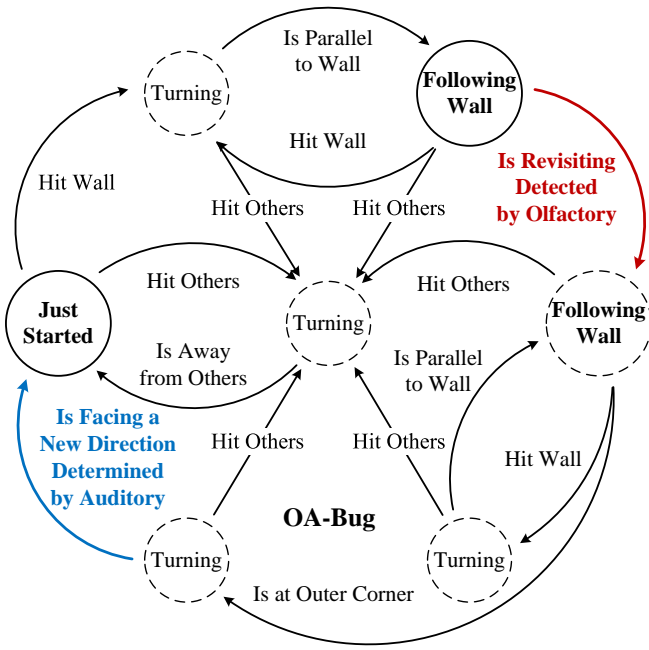 Is Parallel
to Wall
Turning
Following
Wall
Hit Wall
Hit Wall
Is Revisiting
Detected
by Olfactory
Hit Others
Hit Others
Hit Others
Hit Others
Just
Started
Turning
Following
Wall
Is Away
from Others
Is Parallel
to Wall
Is Facing a
New Direction
Determined
by Auditory
Hit Others
Hit Others
Hit Wall
OA-Bug
Turning
Turning
Is at Outer Corner